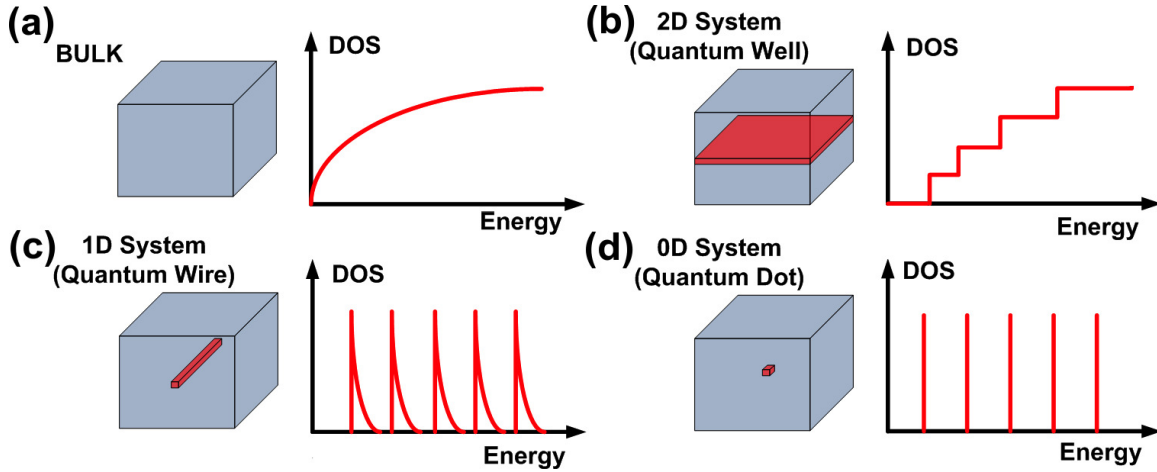 (a)
BULK
DOS
Energy
(b)
2D System
(Quantum Well)
DOS
Energy
(c)
1D System
(Quantum Wire)
DOS
Energy
(d)
0D System
(Quantum Dot)
DOS
Energy